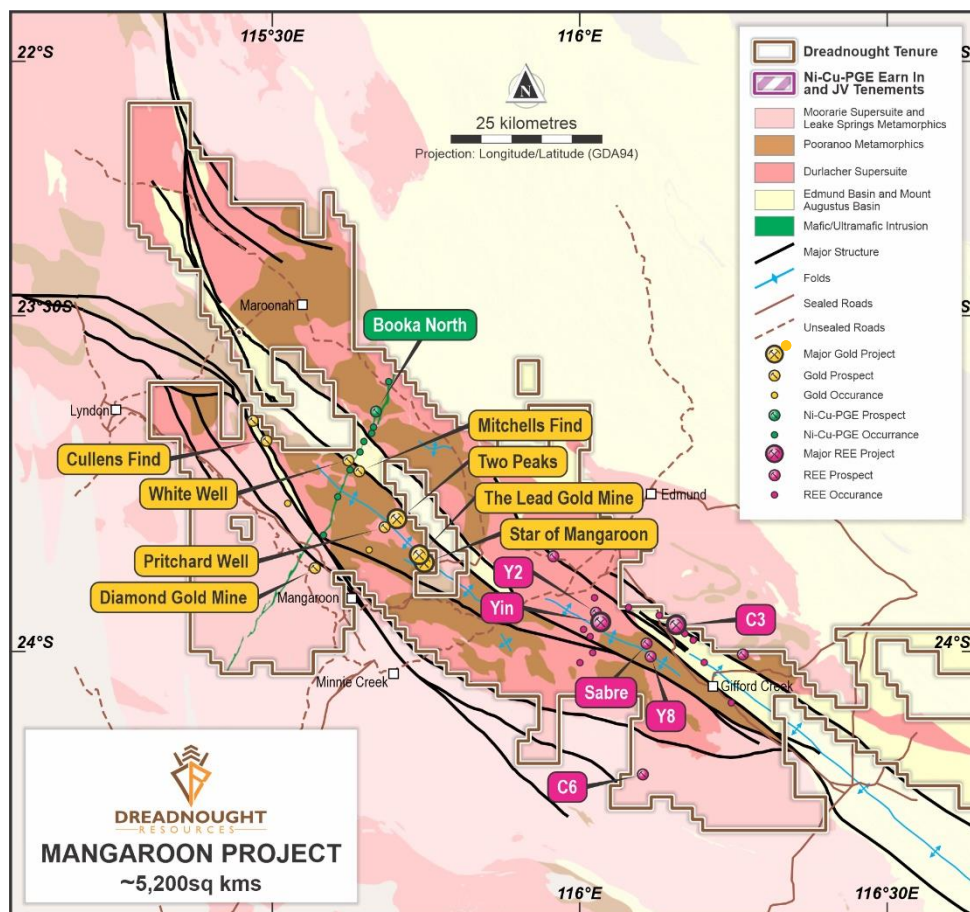 115°30'E
116°E
22°S
23°30'S
24°S
24°S
116°E
116°30'E
N
25 kilometres
Projection: Longitude/Latitude (GDA94)
Dreadnought Tenure
Ni-Cu-PGE Earn In
and JV Tenements
Moorarie Supersuite and
Leake Springs Metamorphics
Pooranoo Metamorphics
Durlacher Supersuite
Edmund Basin and Mount
Augustus Basin
Mafic/Ultramafic Intrusion
Major Structure
Folds
Sealed Roads
Unsealed Roads
Major Gold Project
Gold Prospect
Gold Occurance
Ni-Cu-PGE Prospect
Ni-Cu-PGE Occurrance
Major REE Project
REE Prospect
REE Occurance
Maroonah
Booka North
Lyndon
Mitchells Find
Cullens Find
Two Peaks
White Well
The Lead Gold Mine
Edmund
Star of Mangaroon
Pritchard Well
Y2
Diamond Gold Mine
Mangaroon
Yin
C3
Minnie Creek
Sabre
Gifford Creek
Y8
C6
DREADNOUGHT
RESOURCES
MANGAROON PROJECT
~5,200sq kms